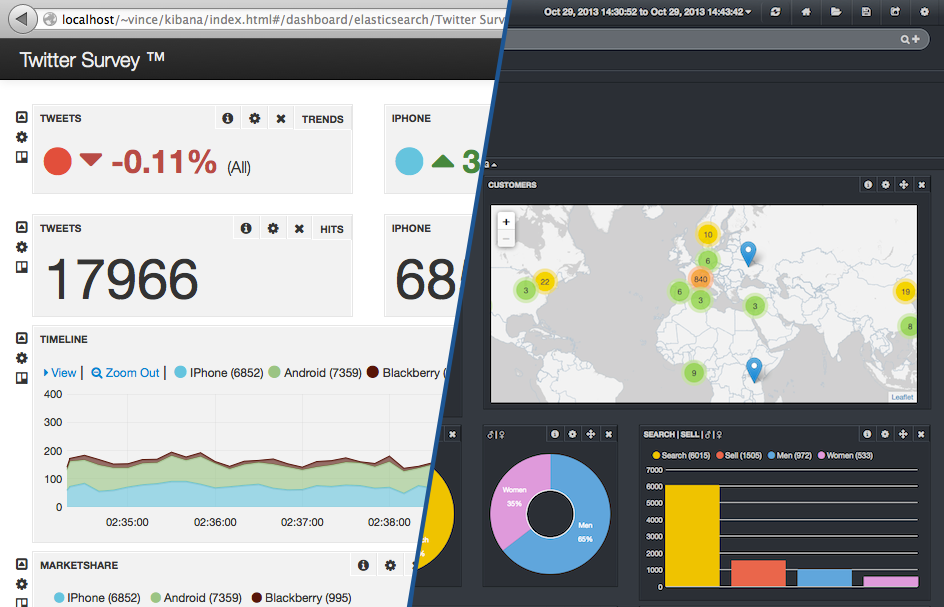 localhost/~vince/kibana/index.html#/dashboard/elasticsearch/Twitter Surv
Twitter Survey ™
TWEETS
TRENDS
IPHONE
-0.11% (All)
3
TWEETS
HITS
IPHONE
17966
68
TIMELINE
View | Zoom Out | IPhone (6852) Android (7359) Blackberry (
400
300
200
100
0
02:35:00 02:36:00 02:37:00 02:38:00
MARKETSHARE
IPhone (6852) Android (7359) Blackberry (995)
Oct 29, 2013 14:30:52 to Oct 29, 2013 14:43:42
a
CUSTOMERS
+
−
10
6
840
22
3
6
3
3
19
8
9
Leaflet
ch
%
♂|♀
Women
35%
Men
65%
SEARCH | SELL | ♂ | ♀
Search (6015) Sell (1505) Men (972) Women (533)
7000
6000
5000
4000
3000
2000
1000
0